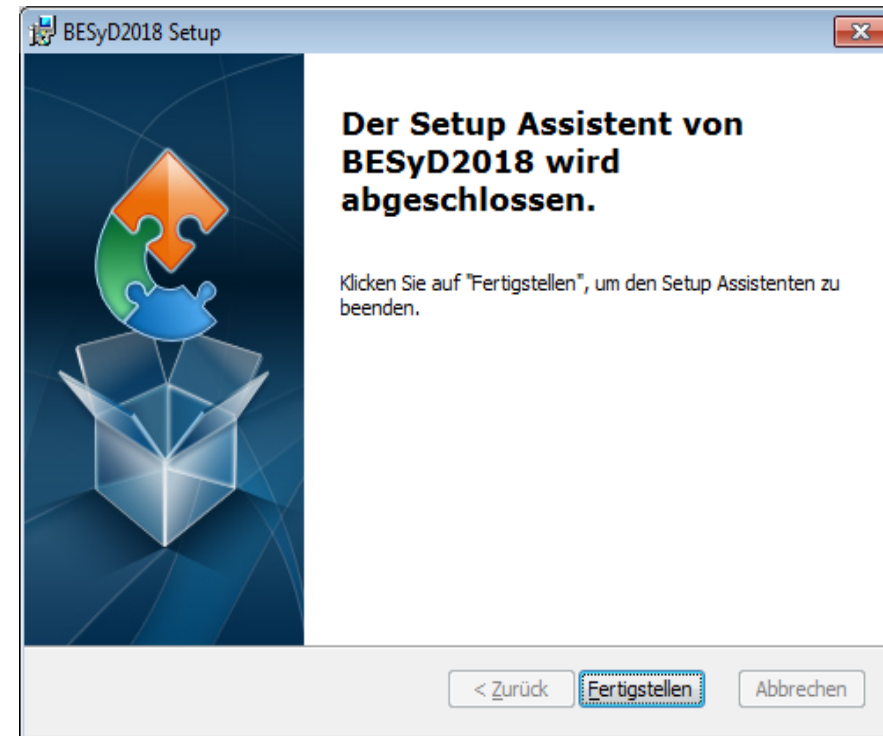 BESyD2018 Setup
Der Setup Assistent von
BESyD2018 wird
abgeschlossen.
Klicken Sie auf "Fertigstellen", um den Setup Assistenten zu
beenden.
< Zurück Fertigstellen Abbrechen